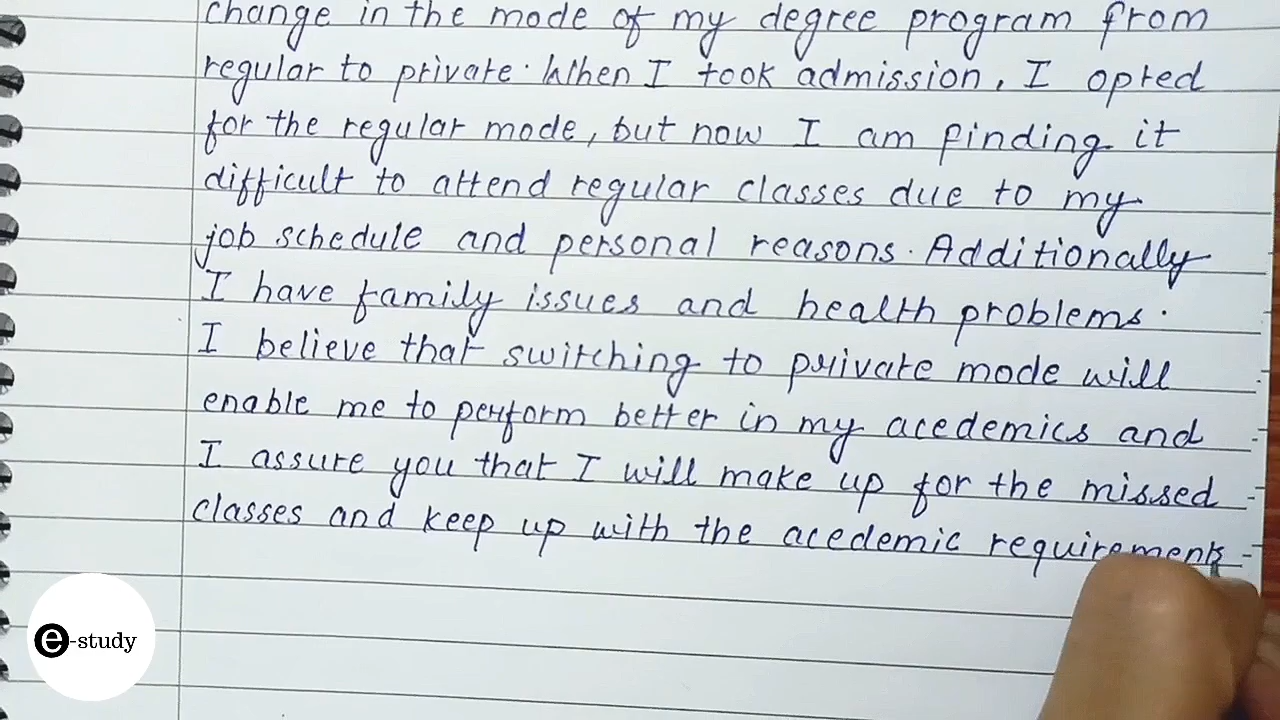 change in the mode of my degree program from
regular to private. When I took admission, I opted
for the regular mode, but now I am finding it
difficult to attend regular classes due to my
job schedule and personal reasons. Additionally
I have family issues and health problems.
I believe that switching to private mode will
enable me to perform better in my acedemics and
I assure you that I will make up for the missed
classes and keep up with the acedemic requirements
e-study